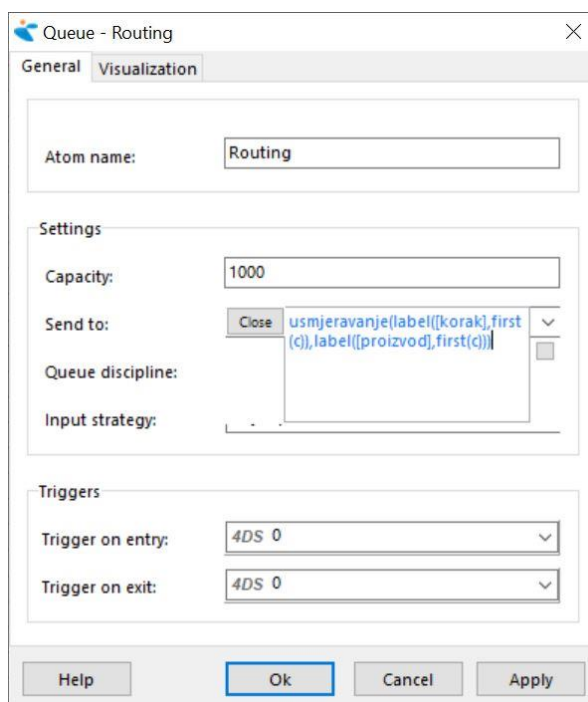 Queue - Routing
General
Visualization
Atom name:
Routing
Settings
Capacity:
1000
Send to:
Close
usmjeravanje(label([korak],first
(c)),label([proizvod],first(c)))
Queue discipline:
Input strategy:
Triggers
Trigger on entry:
4DS 0
Trigger on exit:
4DS 0
Help
Ok
Cancel
Apply